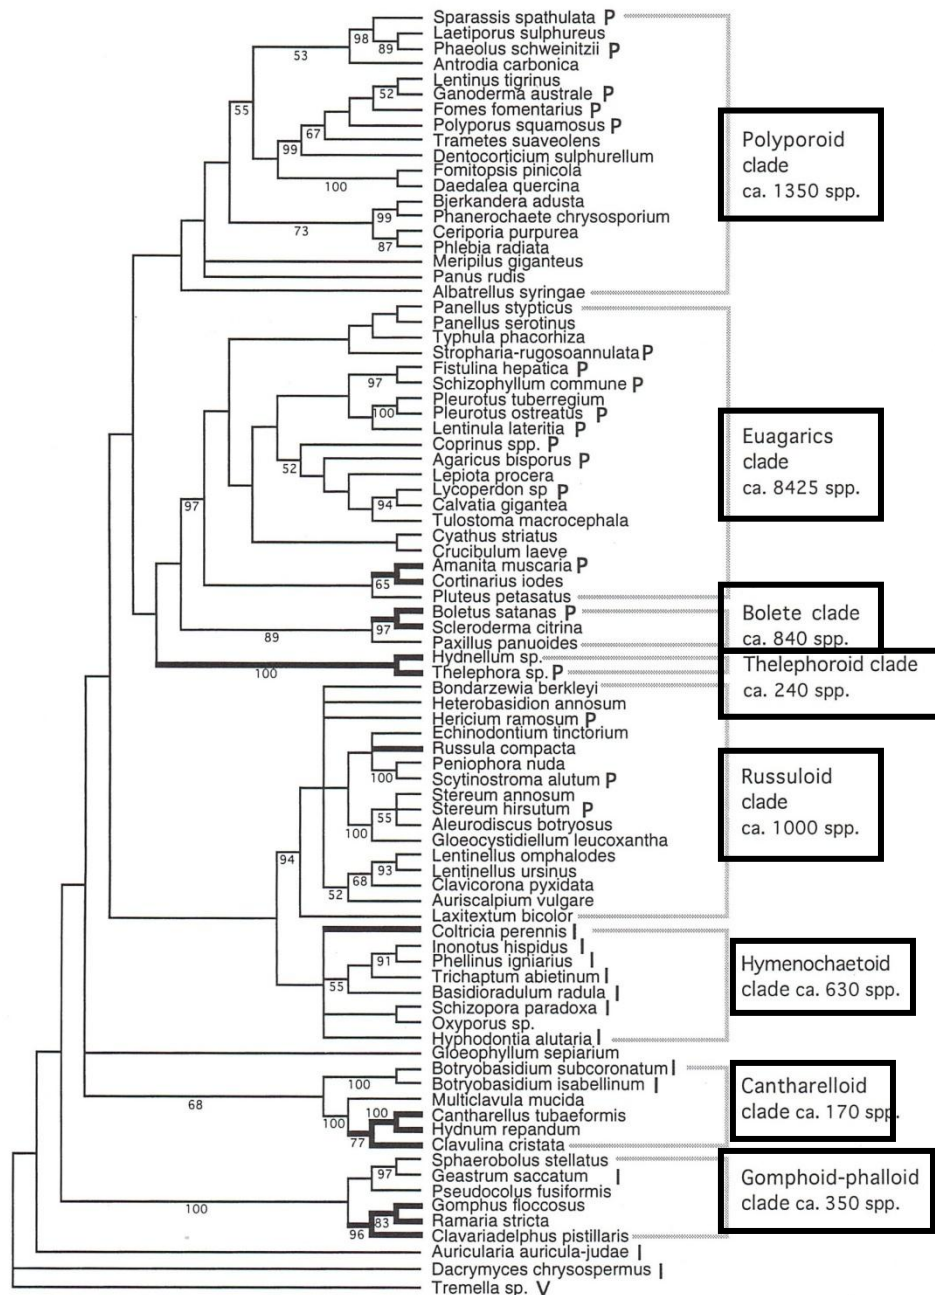 Sparassis spathulata P
98
Laetiporus sulphureus
53
89
Phaeolus schweinitzii P
Antrodia carbonica
Lentinus tigrinus
52
Ganoderma australe P
55
Fomes fomentarius P
67
Polyporus squamosus P
Trametes suaveolens
99
Dentocorticium sulphurellum
Fomitopsis pinicola
100
Daedalea quercina
Bjerkandera adusta
99
Phanerochaete chrysosporium
73
Ceriporia purpurea
87
Phlebia radiata
Meripilus giganteus
Panus rudis
Albatrellus syringae
Polyporoid
clade
ca. 1350 spp.
Panellus stypticus
Panellus serotinus
Typhula phacorhiza
Stropharia-rugosoannulata P
Fistulina hepatica P
97
Schizophyllum commune P
Pleurotus tuberregium
100
Pleurotus ostreatus P
Lentinula lateritia P
Coprinus spp. P
52
Agaricus bisporus P
Lepiota procera
Lycoperdon sp P
97
94
Calvatia gigantea
Tulostoma macrocephala
Cyathus striatus
Crucibulum laeve
Amanita muscaria P
65
Cortinarius iodes
Pluteus petasatus
Euagarics
clade
ca. 8425 spp.
Boletus satanas P
97
Scleroderma citrina
89
Paxillus panuoides
Bolete clade
ca. 840 spp.
Hydnellum sp.
100
Thelephora sp. P
Thelephoroid clade
ca. 240 spp.
Bondarzewia berkleyi
Heterobasidion annosum
Hericium ramosum P
Echinodontium tinctorium
Russula compacta
Peniophora nuda
100
Scytinostroma alutum P
Stereum annosum
Stereum hirsutum P
55
Aleurodiscus botryosus
100
Gloeocystidiellum leucoxantha
94
Lentinellus omphalodes
93
Lentinellus ursinus
68
Clavicorona pyxidata
52
Auriscalpium vulgare
Laxitextum bicolor
Russuloid
clade
ca. 1000 spp.
Coltricia perennis I
Inonotus hispidus I
91
Phellinus igniarius I
Trichaptum abietinum I
55
Basidioradulum radula I
Schizopora paradoxa I
Oxyporus sp.
Hyphodontia alutaria I
Hymenochaetoid
clade ca. 630 spp.
Gloeophyllum sepiarium
Botryobasidium subcoronatum I
100
Botryobasidium isabellinum I
68
Multiclavula mucida
100
Cantharellus tubaeformis
100
Hydnum repandum
77
Clavulina cristata
Cantharelloid
clade ca. 170 spp.
Sphaerobolus stellatus
97
Geastrum saccatum I
Pseudocolus fusiformis
100
Gomphus floccosus
83
Ramaria stricta
96
Clavariadelphus pistillaris
Gomphoid-phalloid
clade ca. 350 spp.
Auricularia auricula-judae I
Dacrymyces chrysospermus I
Tremella sp. V